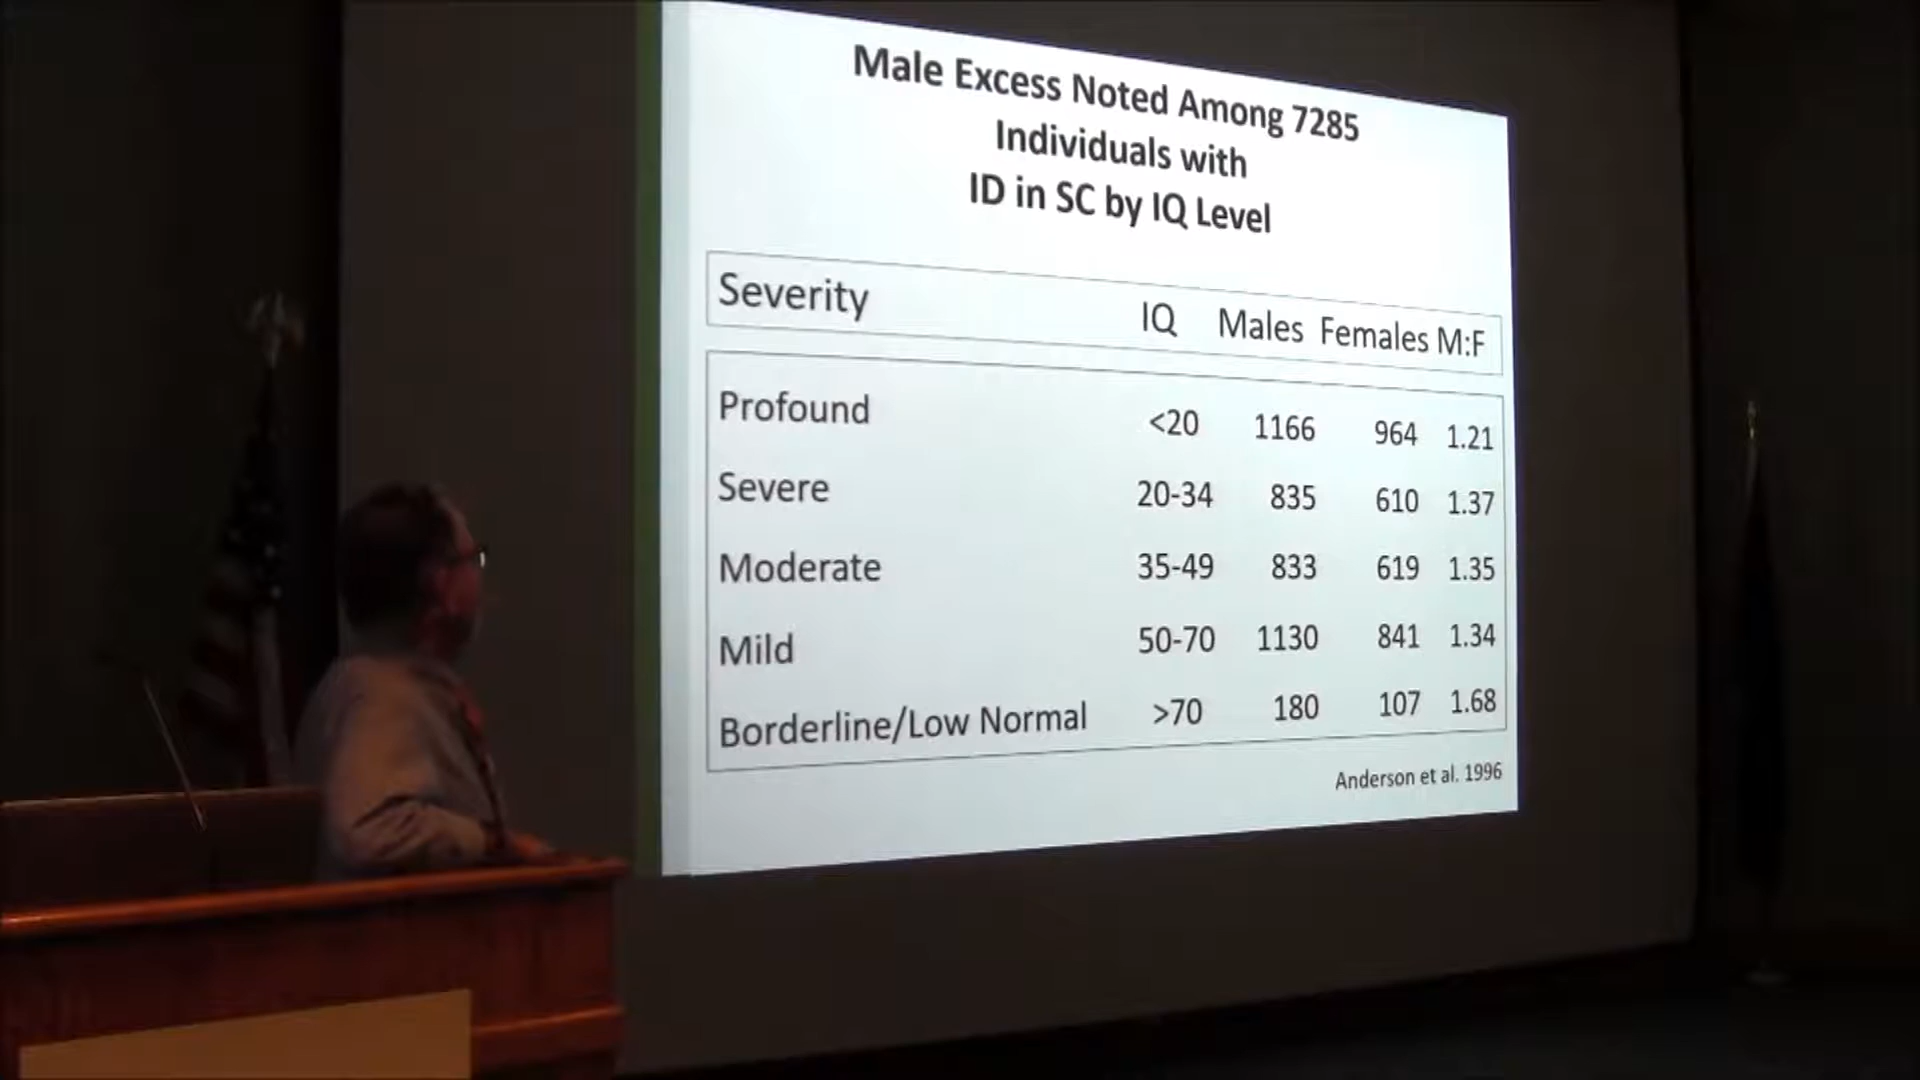 Male Excess Noted Among 7285
Individuals with
ID in SC by IQ Level
Severity IQ Males Females M:F
Profound <20 1166 964 1.21
Severe 20-34 835 610 1.37
Moderate 35-49 833 619 1.35
Mild 50-70 1130 841 1.34
Borderline/Low Normal >70 180 107 1.68
Anderson et al. 1996